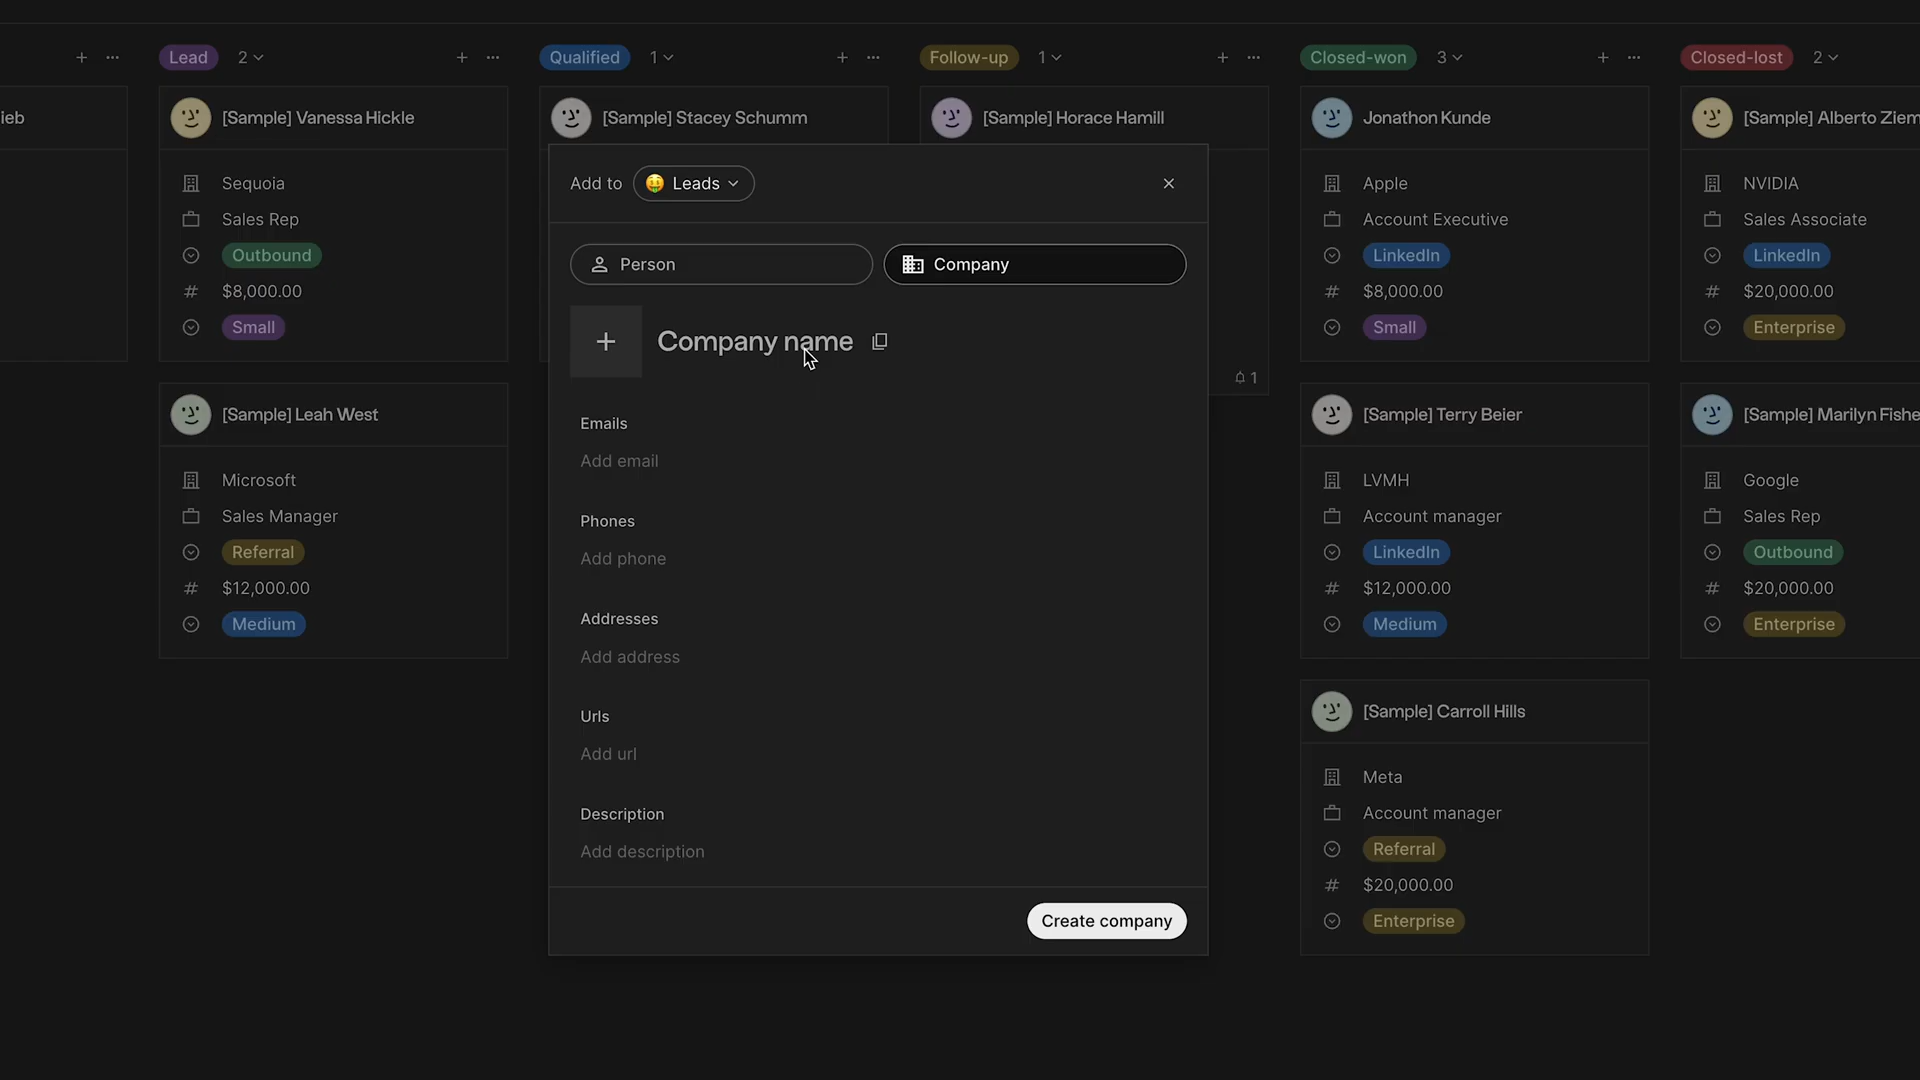 Lead 2
Qualified 1
Follow-up 1
Closed-won 3
Closed-lost 2
ieb
[Sample] Vanessa Hickle
Sequoia
Sales Rep
Outbound
# $8,000.00
Small
[Sample] Leah West
Microsoft
Sales Manager
Referral
# $12,000.00
Medium
[Sample] Stacey Schumm
[Sample] Horace Hamill
1
Add to 🤑 Leads
Person
Company
Company name
Emails
Add email
Phones
Add phone
Addresses
Add address
Urls
Add url
Description
Add description
Create company
Jonathon Kunde
Apple
Account Executive
LinkedIn
# $8,000.00
Small
[Sample] Terry Beier
LVMH
Account manager
LinkedIn
# $12,000.00
Medium
[Sample] Carroll Hills
Meta
Account manager
Referral
# $20,000.00
Enterprise
[Sample] Alberto Ziem
NVIDIA
Sales Associate
LinkedIn
# $20,000.00
Enterprise
[Sample] Marilyn Fishe
Google
Sales Rep
Outbound
# $20,000.00
Enterprise